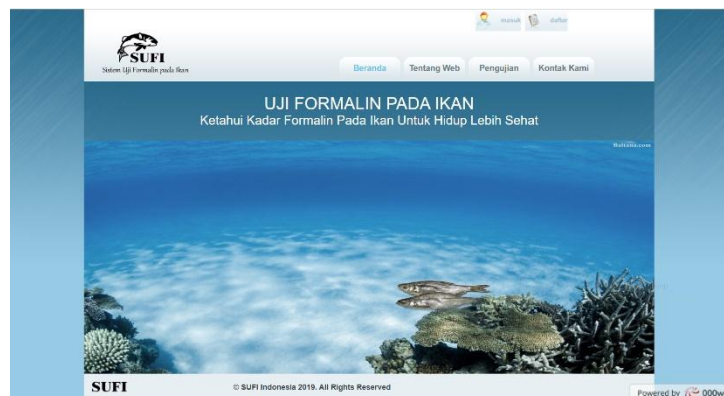 masuk
daftar
SUFI
Sistem Uji Formalin pada Ikan
Beranda
Tentang Web
Pengujian
Kontak Kami
UJI FORMALIN PADA IKAN
Ketahui Kadar Formalin Pada Ikan Untuk Hidup Lebih Sehat
SUFI
© SUFI Indonesia 2019. All Rights Reserved
Powered by 000w